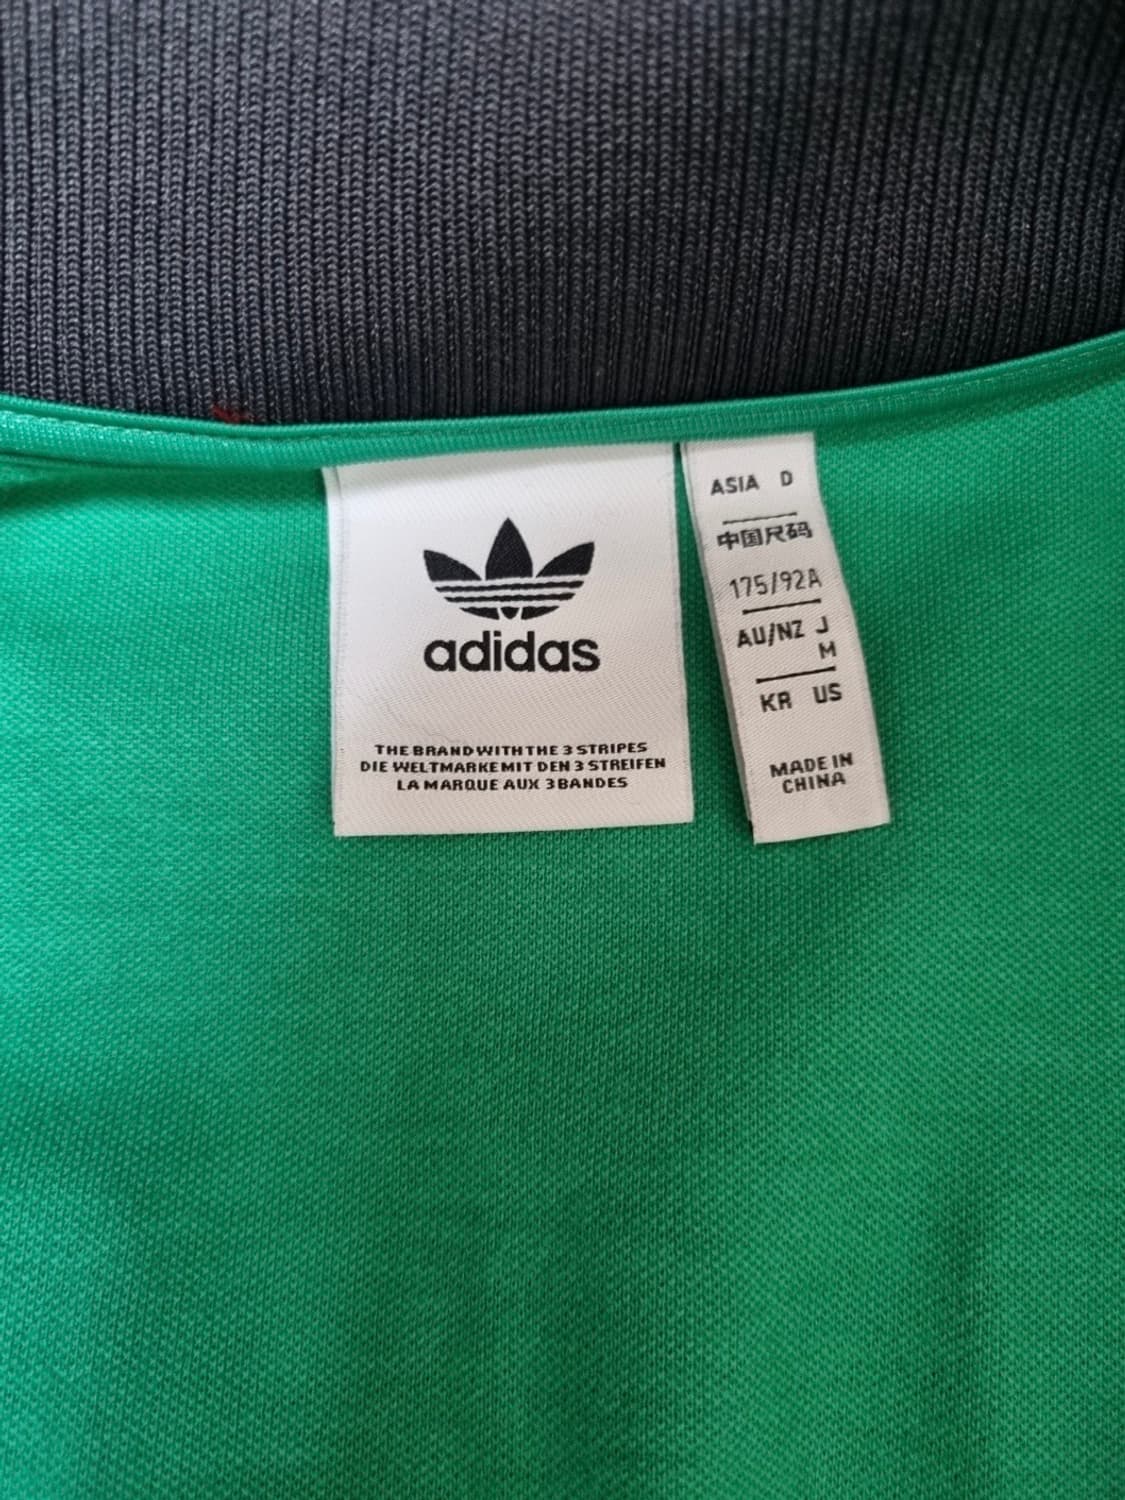 adidas
THE BRAND WITH THE 3 STRIPES
DIE WELTMARKE MIT DEN 3 STREIFEN
LA MARQUE AUX 3 BANDES
ASIA D
中国尺码
175/92A
AU/NZ J
M
KR US
MADE IN
CHINA